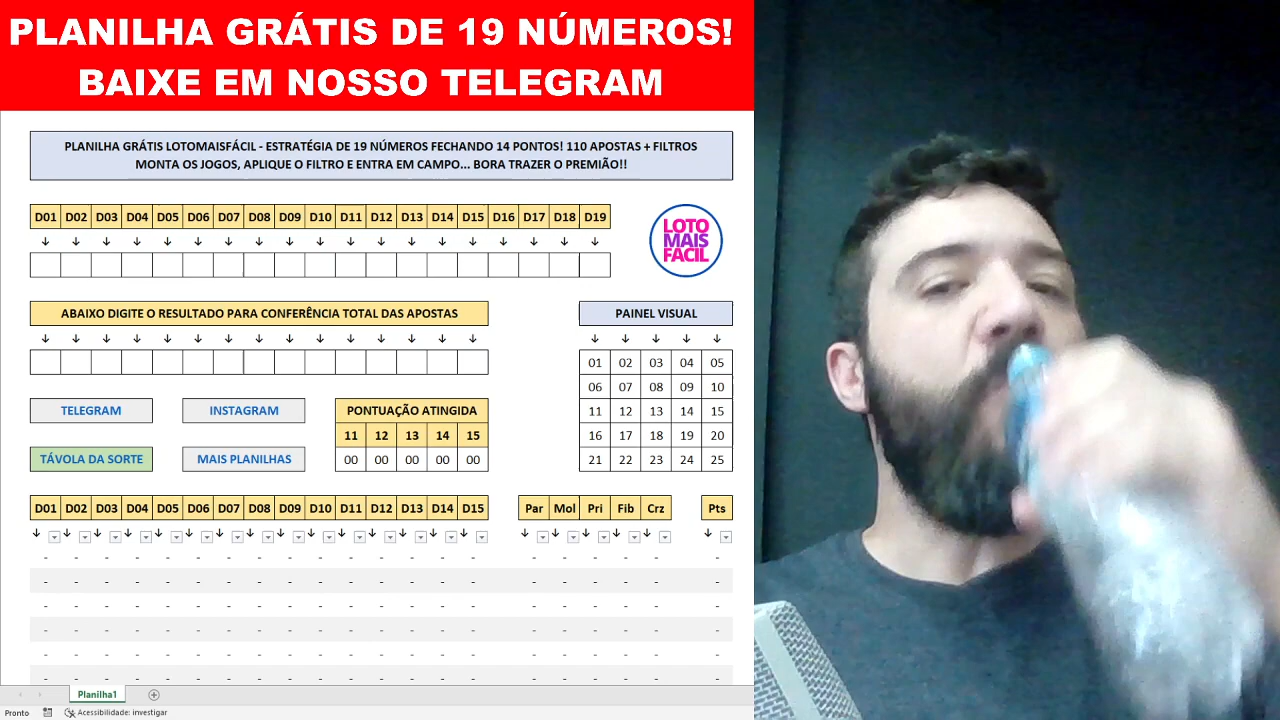 PLANILHA GRÁTIS DE 19 NÚMEROS!
BAIXE EM NOSSO TELEGRAM
PLANILHA GRÁTIS LOTOMAISFÁCIL - ESTRATÉGIA DE 19 NÚMEROS FECHANDO 14 PONTOS! 110 APOSTAS + FILTROS
MONTA OS JOGOS, APLIQUE O FILTRO E ENTRA EM CAMPO... BORA TRAZER O PREMIÃO!!
D01 D02 D03 D04 D05 D06 D07 D08 D09 D10 D11 D12 D13 D14 D15 D16 D17 D18 D19
LOTO
MAIS
FACIL
ABAIXO DIGITE O RESULTADO PARA CONFERÊNCIA TOTAL DAS APOSTAS
PAINEL VISUAL
01 02 03 04 05
06 07 08 09 10
11 12 13 14 15
16 17 18 19 20
21 22 23 24 25
TELEGRAM INSTAGRAM PONTUAÇÃO ATINGIDA
11 12 13 14 15
TÁVOLA DA SORTE MAIS PLANILHAS 00 00 00 00 00
D01 D02 D03 D04 D05 D06 D07 D08 D09 D10 D11 D12 D13 D14 D15 Par Mol Pri Fib Crz Pts
- - - - - - - - - - - - - - - - - - - - -
- - - - - - - - - - - - - - - - - - - - -
- - - - - - - - - - - - - - - - - - - - -
- - - - - - - - - - - - - - - - - - - - -
- - - - - - - - - - - - - - - - - - - - -
- - - - - - - - - - - - - - - - - - - - -
Planilha1
Pronto Acessibilidade: investigar